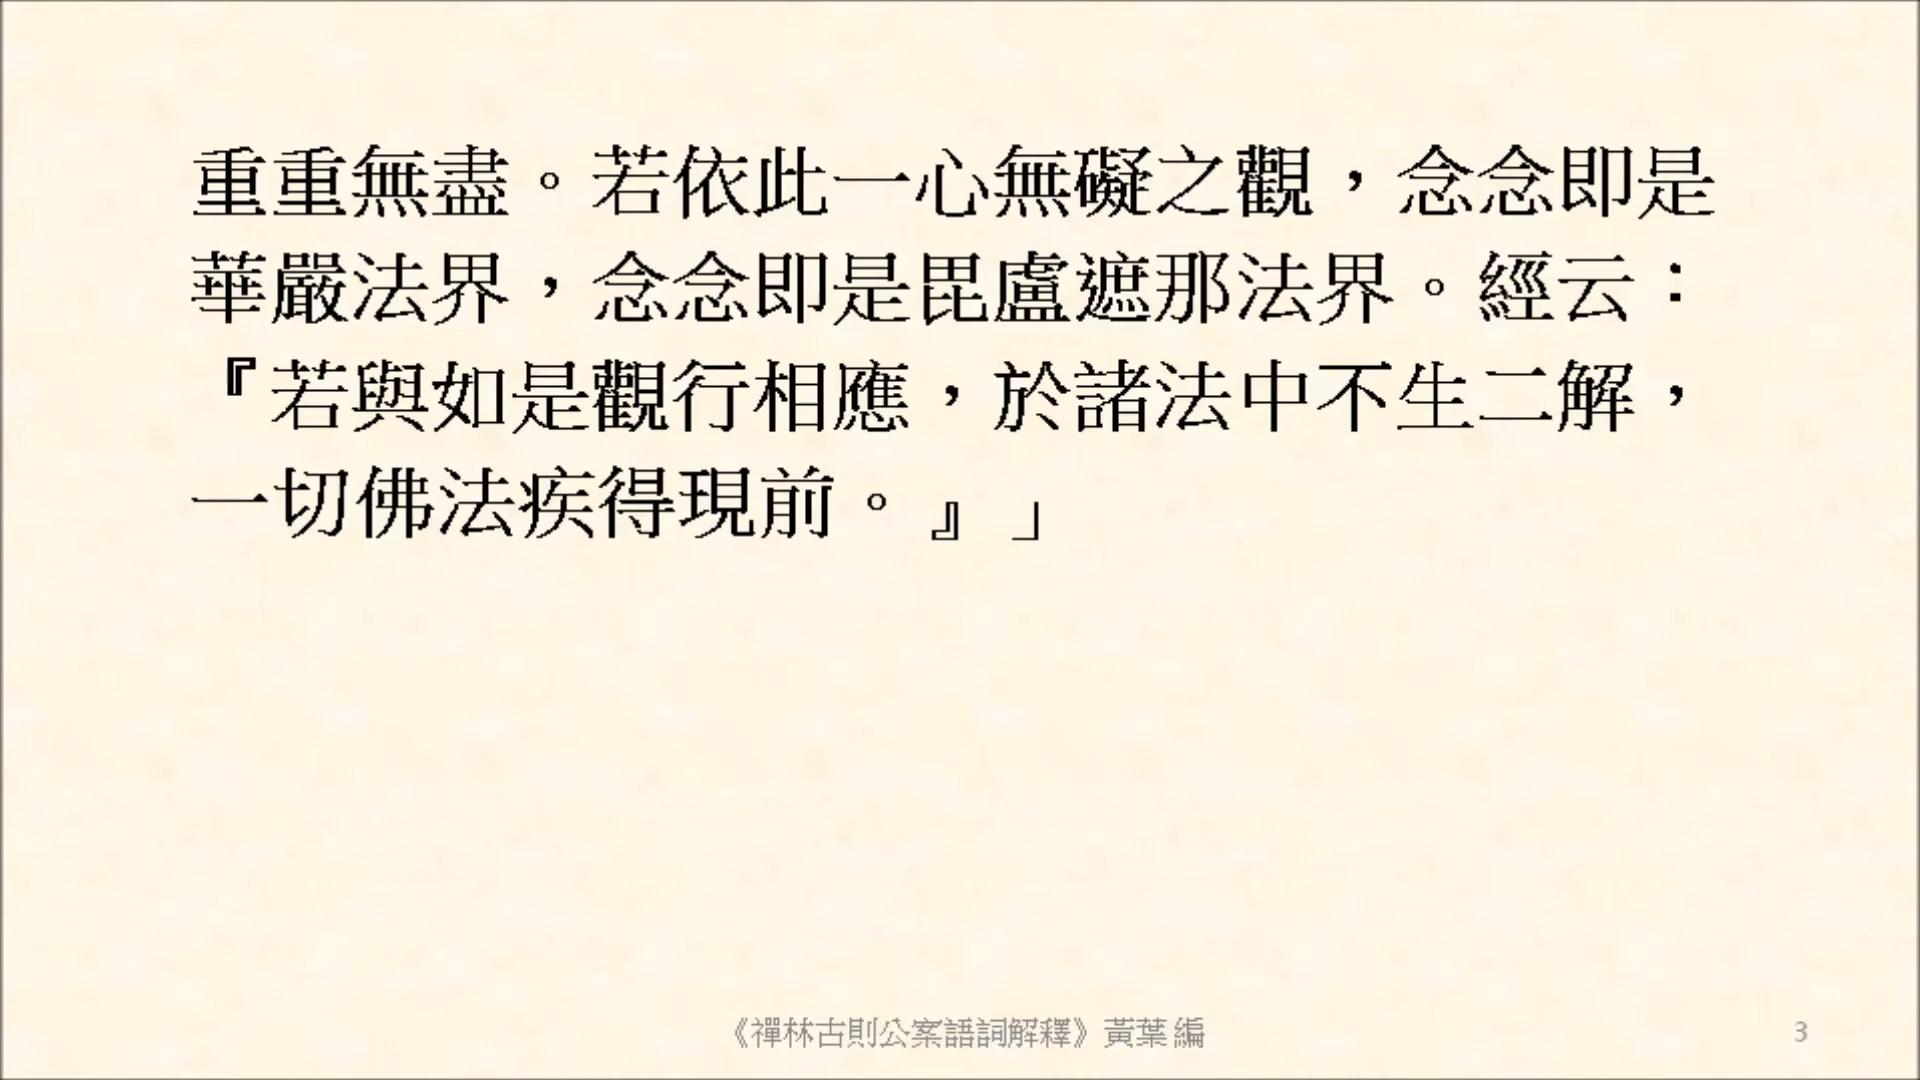 重重無盡。若依此一心無礙之觀，念念即是
華嚴法界，念念即是毘盧遮那法界。經云：
『若與如是觀行相應，於諸法中不生二解，
一切佛法疾得現前。』」
《禪林古則公案語詞解釋》黃葉 編
3